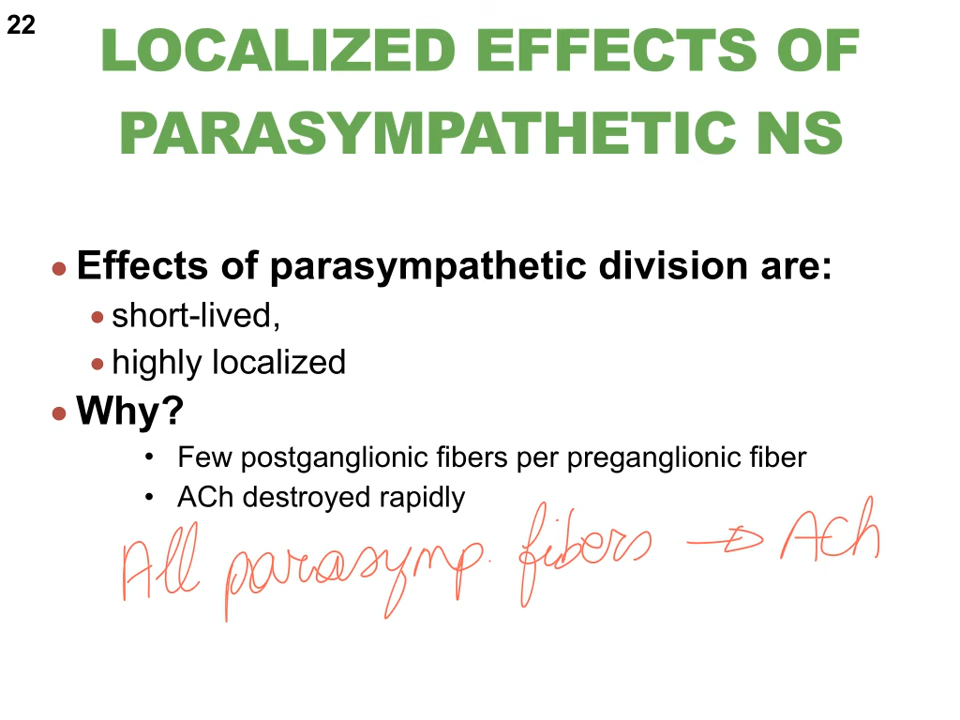 22
LOCALIZED EFFECTS OF
PARASYMPATHETIC NS
• Effects of parasympathetic division are:
• short-lived,
• highly localized
• Why?
• Few postganglionic fibers per preganglionic fiber
• ACh destroyed rapidly
All parasymp. fibers → ACh